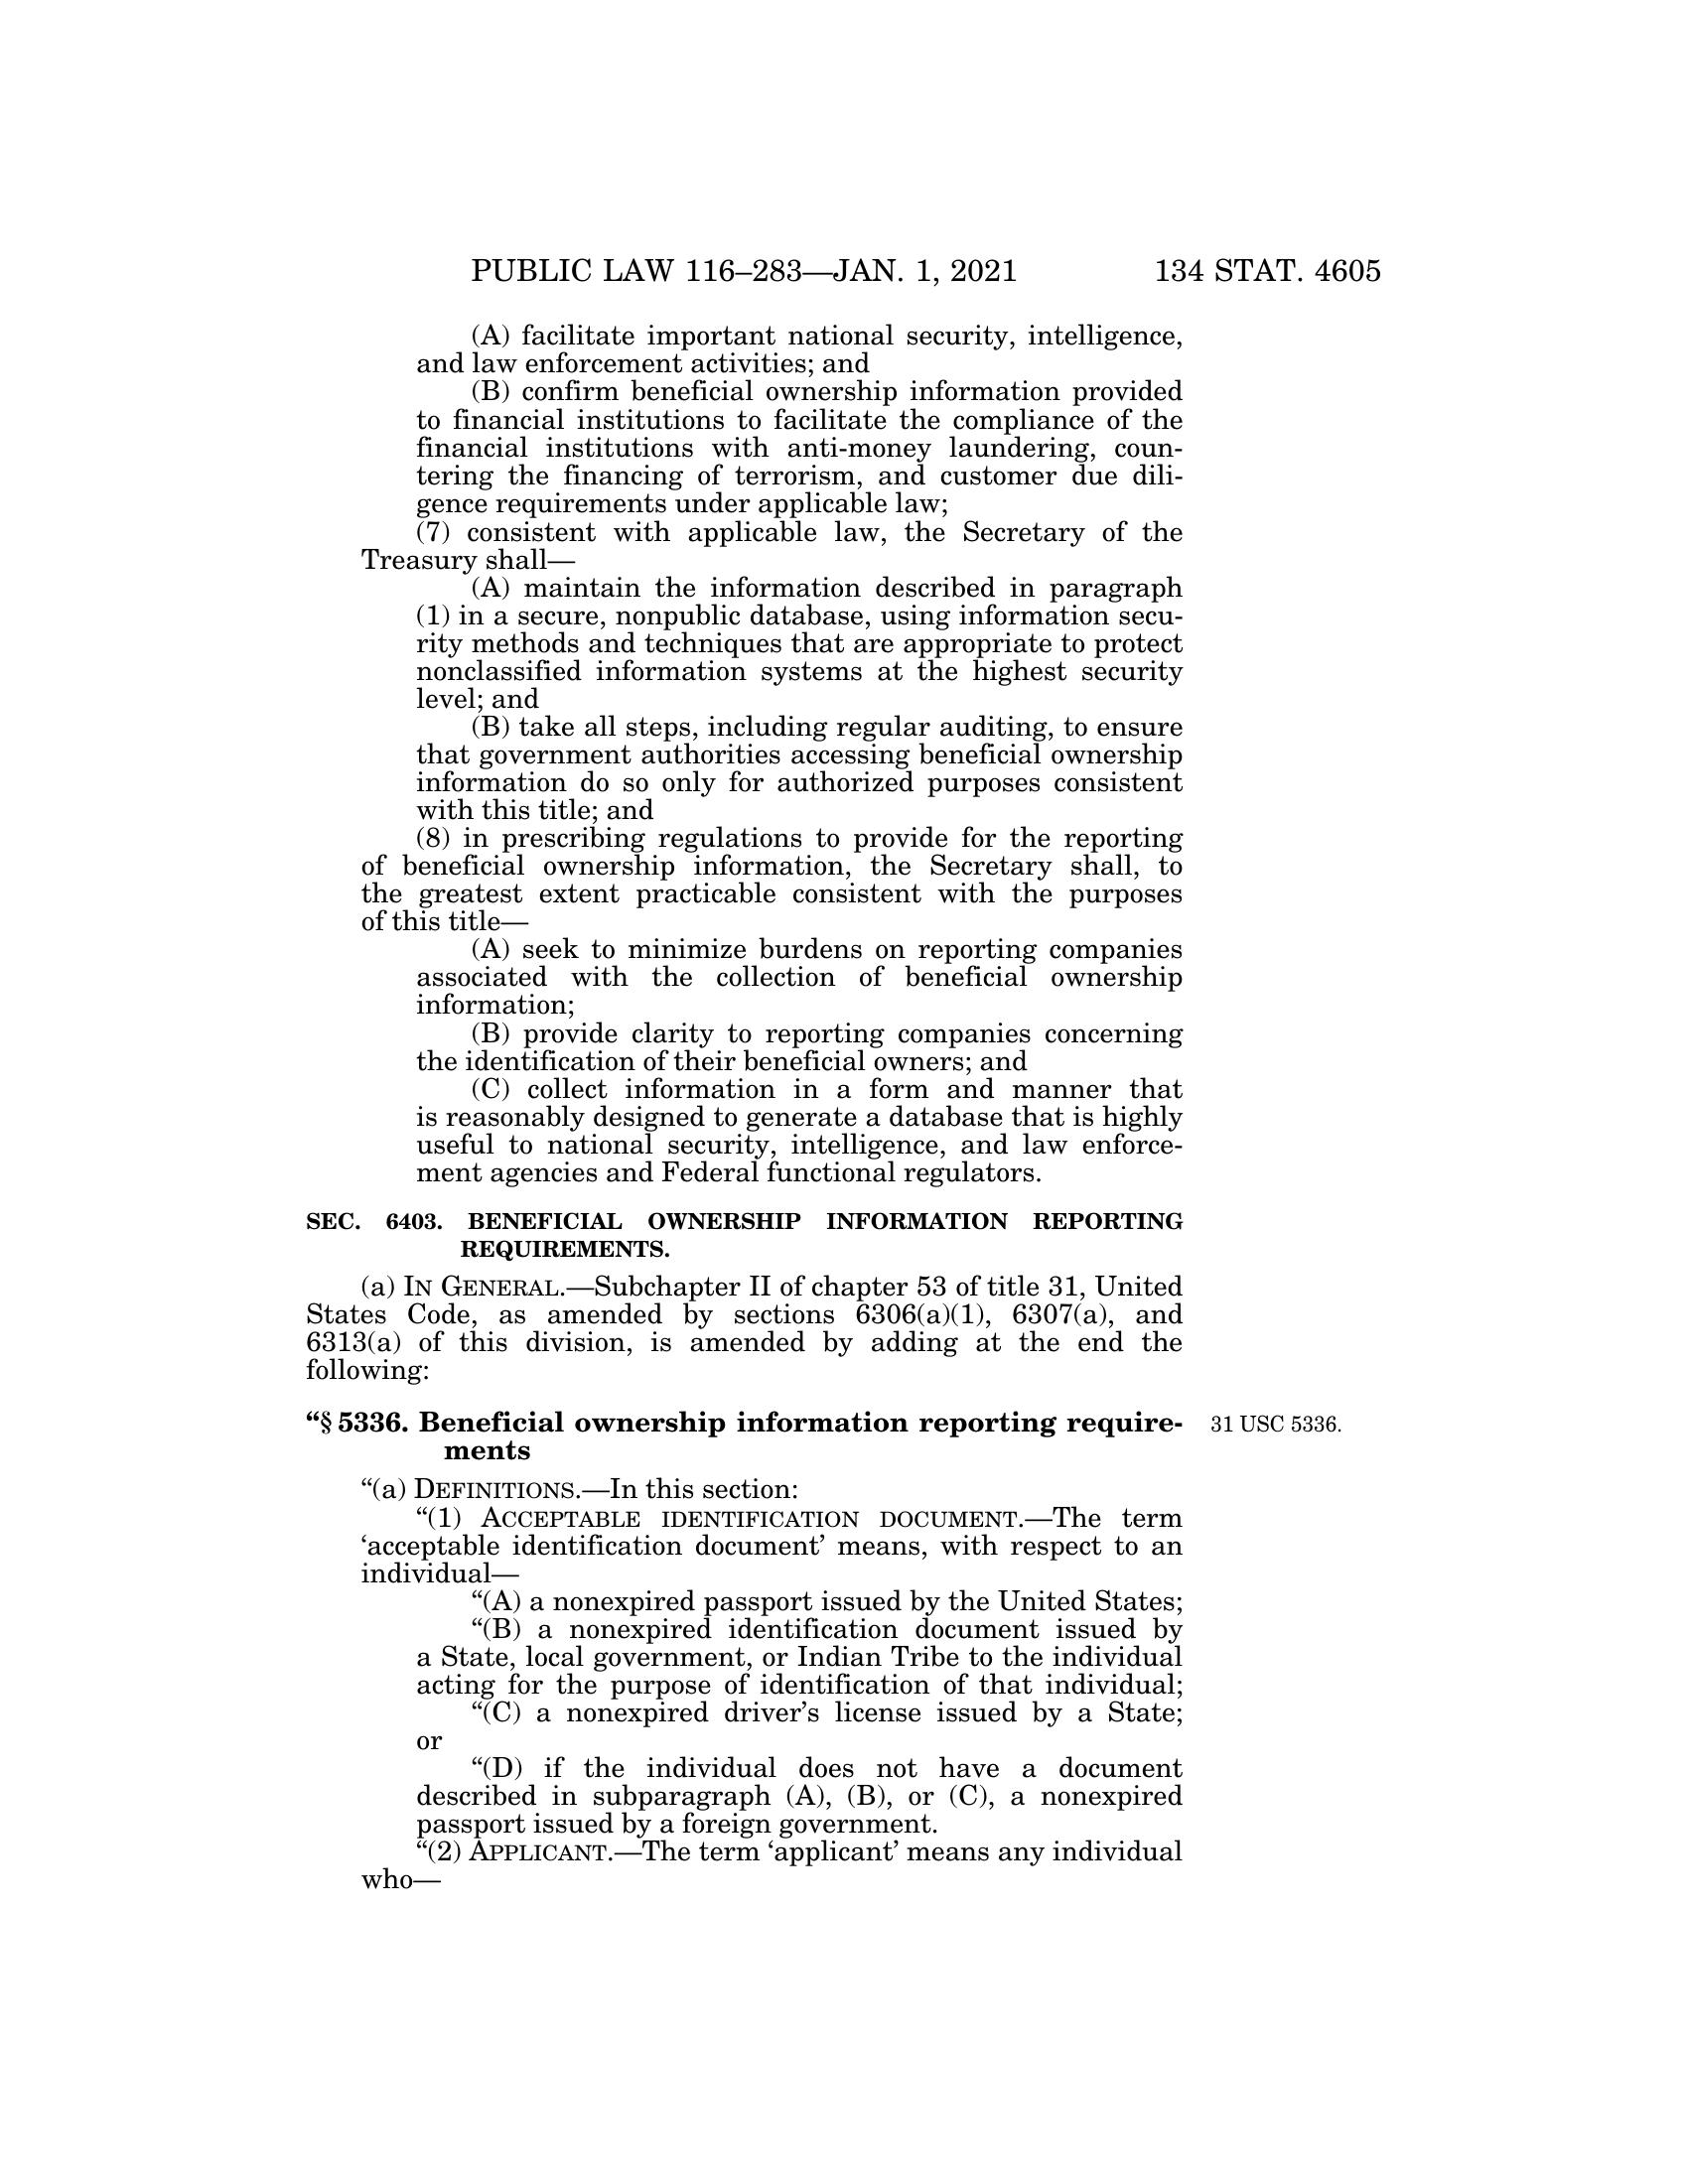 PUBLIC LAW 116–283—JAN. 1, 2021 134 STAT. 4605
(A) facilitate important national security, intelligence,
and law enforcement activities; and
(B) confirm beneficial ownership information provided
to financial institutions to facilitate the compliance of the
financial institutions with anti-money laundering, coun-
tering the financing of terrorism, and customer due dili-
gence requirements under applicable law;
(7) consistent with applicable law, the Secretary of the
Treasury shall—
(A) maintain the information described in paragraph
(1) in a secure, nonpublic database, using information secu-
rity methods and techniques that are appropriate to protect
nonclassified information systems at the highest security
level; and
(B) take all steps, including regular auditing, to ensure
that government authorities accessing beneficial ownership
information do so only for authorized purposes consistent
with this title; and
(8) in prescribing regulations to provide for the reporting
of beneficial ownership information, the Secretary shall, to
the greatest extent practicable consistent with the purposes
of this title—
(A) seek to minimize burdens on reporting companies
associated with the collection of beneficial ownership
information;
(B) provide clarity to reporting companies concerning
the identification of their beneficial owners; and
(C) collect information in a form and manner that
is reasonably designed to generate a database that is highly
useful to national security, intelligence, and law enforce-
ment agencies and Federal functional regulators.
SEC. 6403. BENEFICIAL OWNERSHIP INFORMATION REPORTING
REQUIREMENTS.
(a) IN GENERAL.—Subchapter II of chapter 53 of title 31, United
States Code, as amended by sections 6306(a)(1), 6307(a), and
6313(a) of this division, is amended by adding at the end the
following:
“§ 5336. Beneficial ownership information reporting require- 31 USC 5336.
ments
“(a) DEFINITIONS.—In this section:
“(1) ACCEPTABLE IDENTIFICATION DOCUMENT.—The term
‘acceptable identification document’ means, with respect to an
individual—
“(A) a nonexpired passport issued by the United States;
“(B) a nonexpired identification document issued by
a State, local government, or Indian Tribe to the individual
acting for the purpose of identification of that individual;
“(C) a nonexpired driver’s license issued by a State;
or
“(D) if the individual does not have a document
described in subparagraph (A), (B), or (C), a nonexpired
passport issued by a foreign government.
“(2) APPLICANT.—The term ‘applicant’ means any individual
who—